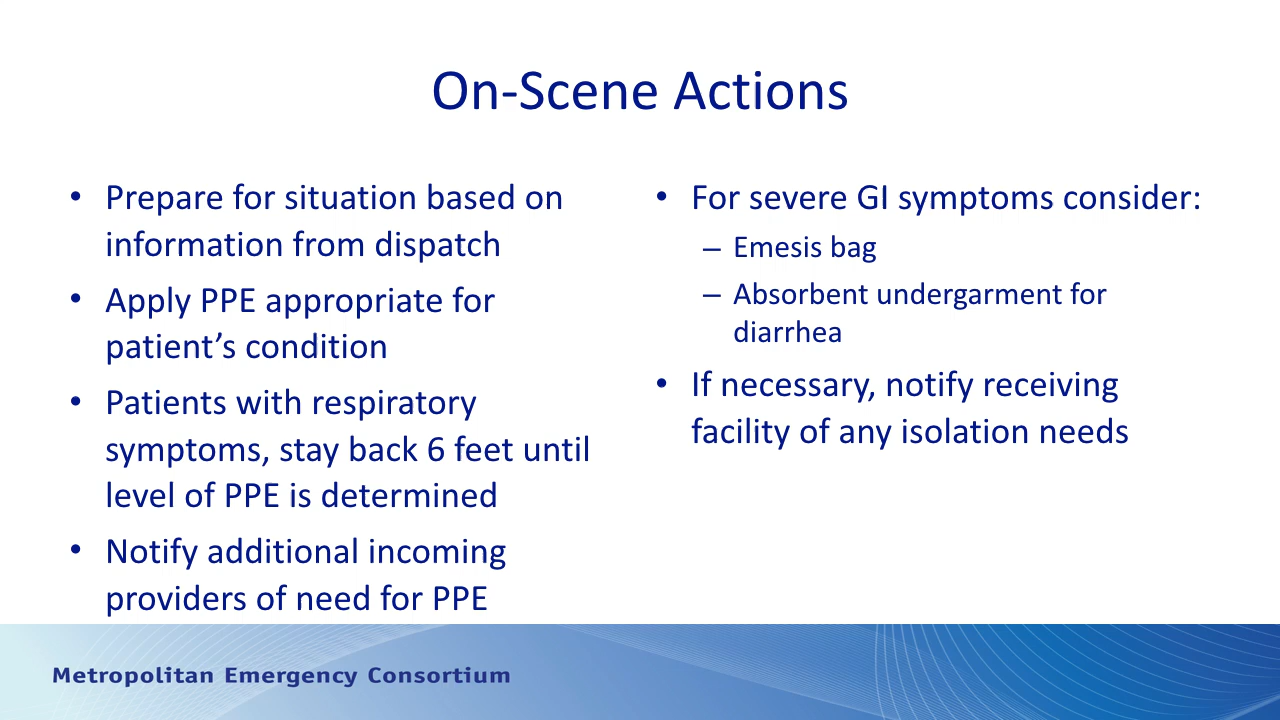 On-Scene Actions
• Prepare for situation based on
information from dispatch
• Apply PPE appropriate for
patient’s condition
• Patients with respiratory
symptoms, stay back 6 feet until
level of PPE is determined
• Notify additional incoming
providers of need for PPE
• For severe GI symptoms consider:
– Emesis bag
– Absorbent undergarment for
diarrhea
• If necessary, notify receiving
facility of any isolation needs
Metropolitan Emergency Consortium